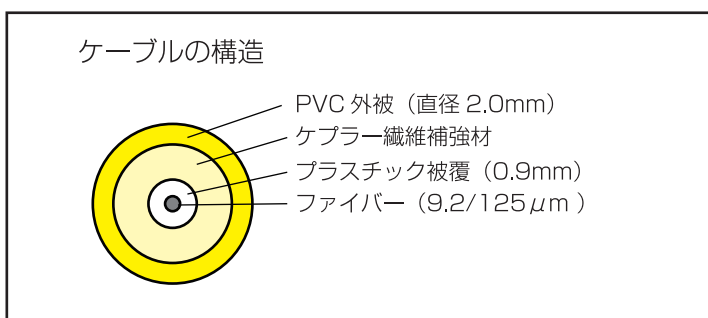 ケーブルの構造
PVC 外被（直径 2.0mm）
ケプラー繊維補強材
プラスチック被覆（0.9mm）
ファイバー（9.2/125μm ）